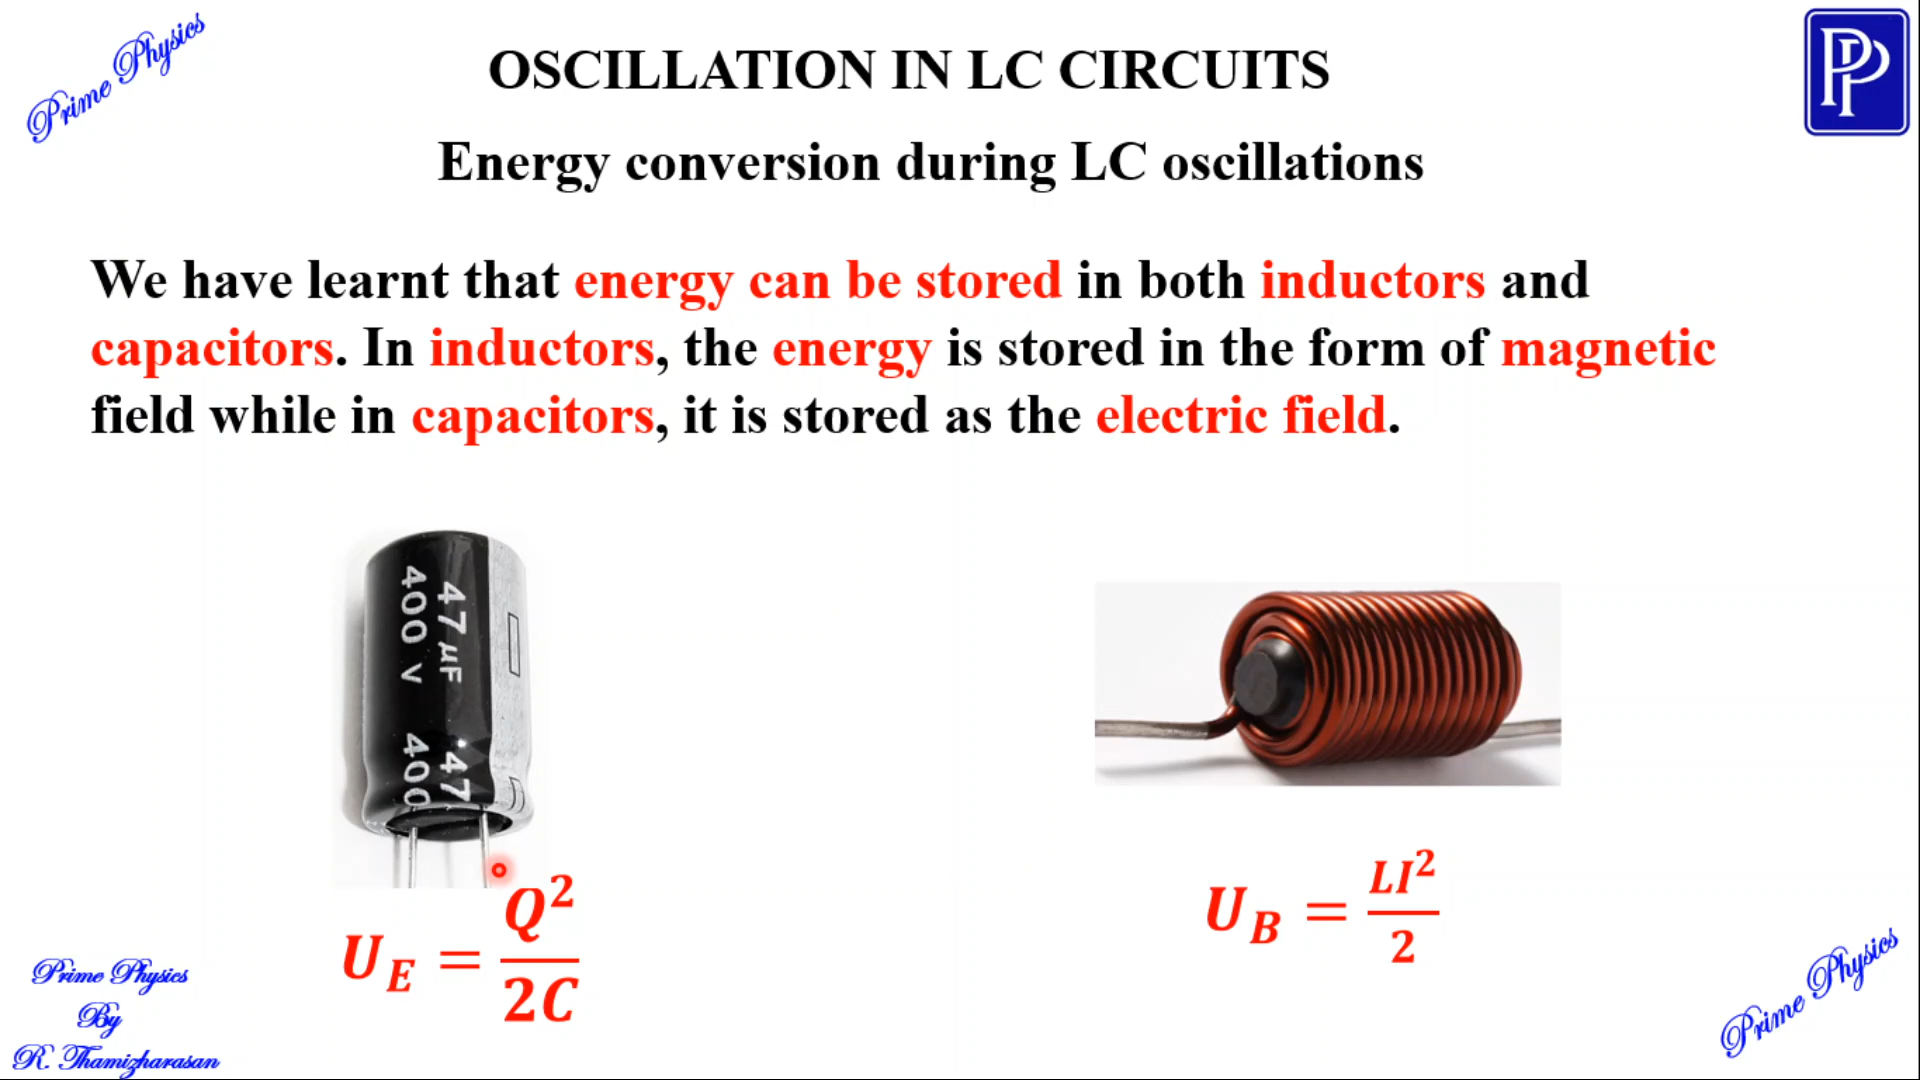 Prime Physics
OSCILLATION IN LC CIRCUITS
PP
Energy conversion during LC oscillations
We have learnt that energy can be stored in both inductors and
capacitors. In inductors, the energy is stored in the form of magnetic
field while in capacitors, it is stored as the electric field.
47 μF 47
400 V 400
U_E = Q²/2C
U_B = LI²/2
Prime Physics
By
R. Thamizharasan
Prime Physics